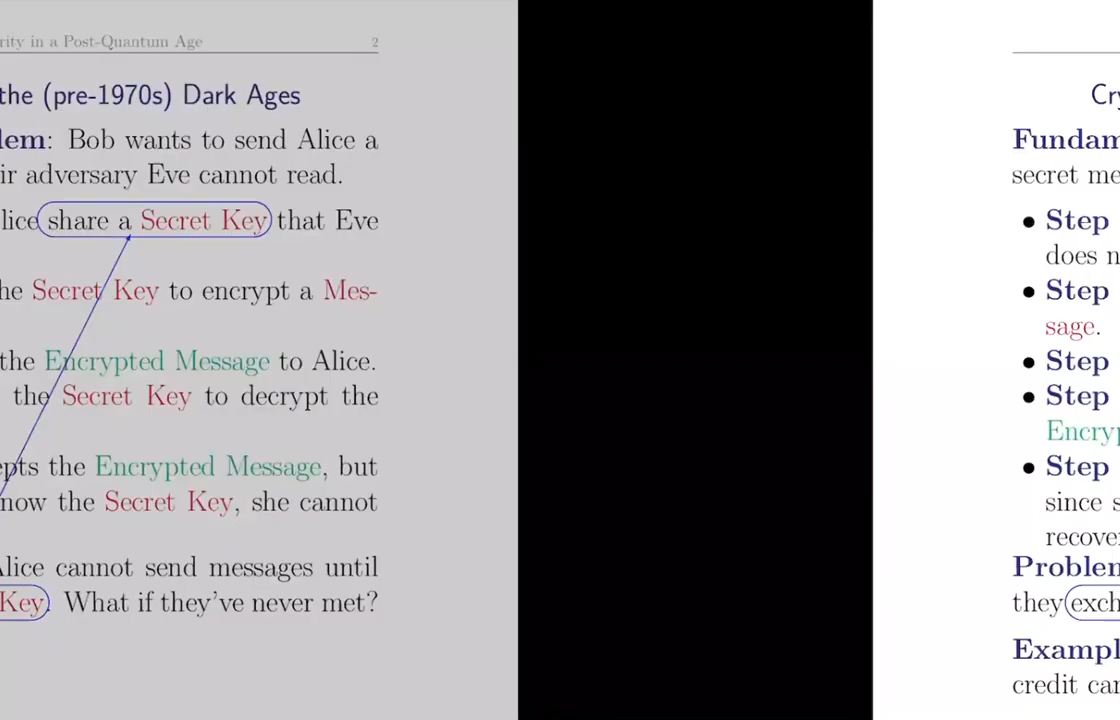 rity in a Post-Quantum Age 2
the (pre-1970s) Dark Ages
lem: Bob wants to send Alice a
ir adversary Eve cannot read.
lice share a Secret Key that Eve
he Secret Key to encrypt a Mes-
the Encrypted Message to Alice.
the Secret Key to decrypt the
epts the Encrypted Message, but
now the Secret Key, she cannot
Alice cannot send messages until
Key. What if they've never met?
Cry
Fundam
secret me
• Step
does n
• Step
sage.
• Step
• Step
Encryp
• Step
since s
recove
Problem
they exch
Exampl
credit car